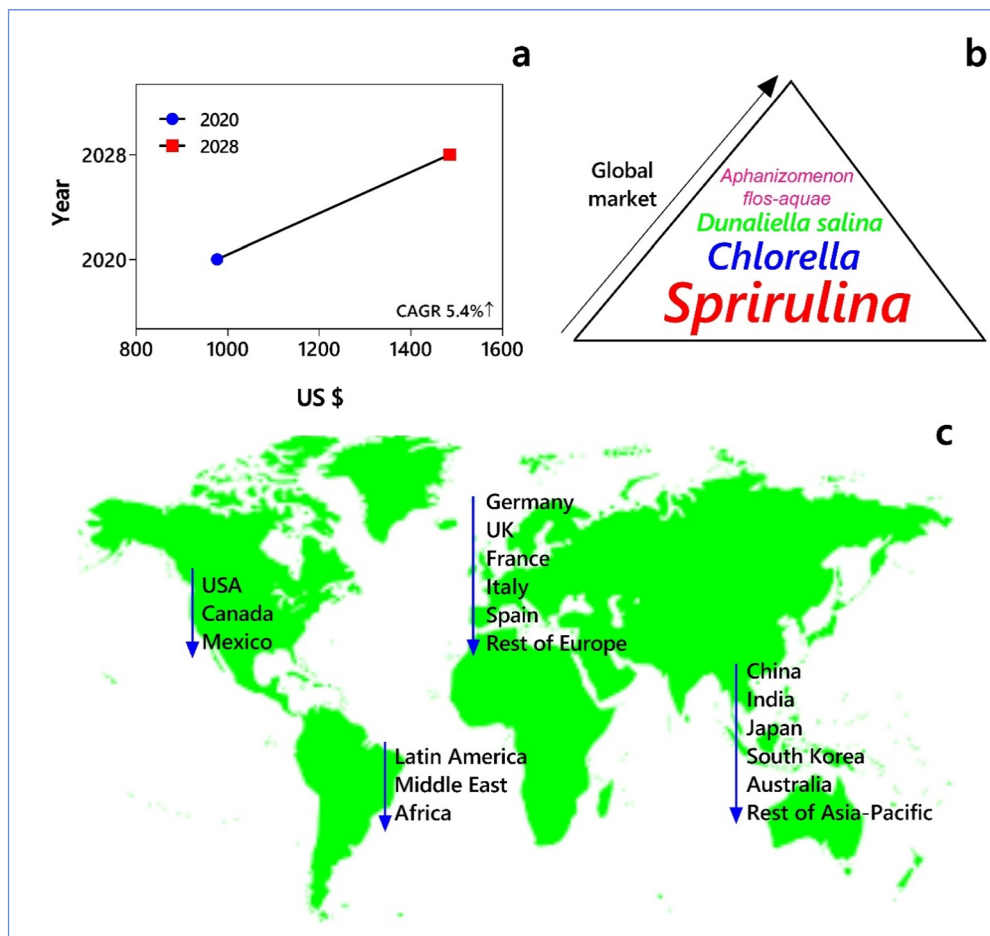 a
2020
2028
Year
2028
2020
CAGR 5.4%↑
800
1000
1200
1400
1600
US $
b
Global
market
Aphanizomenon
flos-aquae
Dunaliella salina
Chlorella
Sprirulina
c
Germany
UK
France
Italy
Spain
Rest of Europe
USA
Canada
Mexico
China
India
Japan
South Korea
Australia
Rest of Asia-Pacific
Latin America
Middle East
Africa